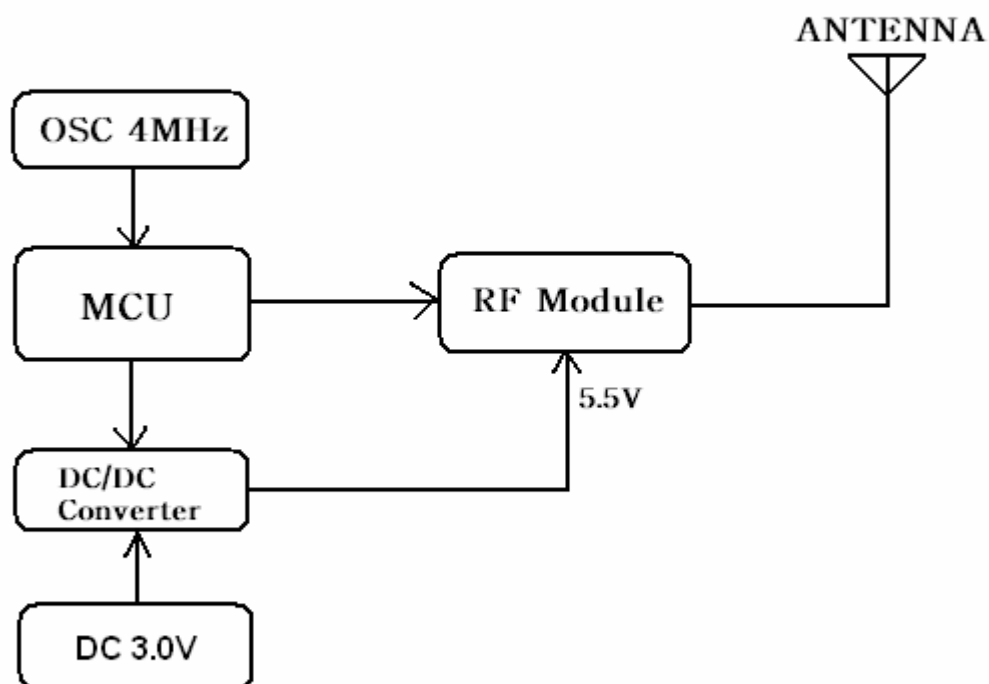 ANTENNA
OSC 4MHz
MCU
RF Module
5.5V
DC/DC
Converter
DC 3.0V